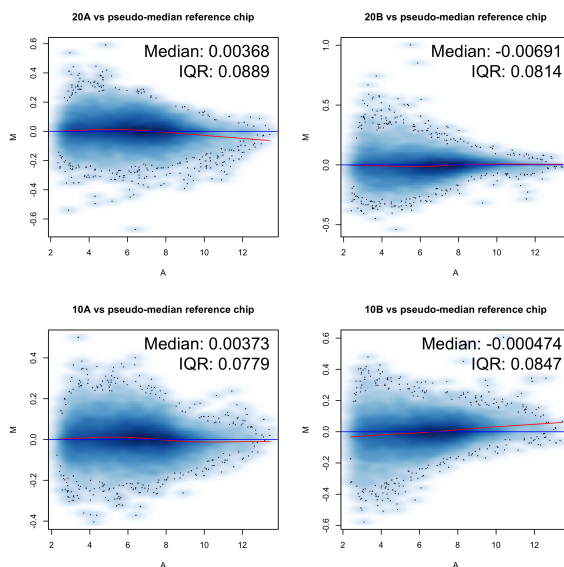 20A vs pseudo-median reference chip
Median: 0.00368
IQR: 0.0889
M
0.6
0.4
0.2
0.0
-0.2
-0.4
-0.6
2 4 6 8 10 12
A
20B vs pseudo-median reference chip
Median: -0.00691
IQR: 0.0814
M
1.0
0.5
0.0
-0.5
2 4 6 8 10 12
A
10A vs pseudo-median reference chip
Median: 0.00373
IQR: 0.0779
M
0.4
0.2
0.0
-0.2
-0.4
2 4 6 8 10 12
A
10B vs pseudo-median reference chip
Median: -0.000474
IQR: 0.0847
M
0.6
0.4
0.2
0.0
-0.2
-0.4
-0.6
2 4 6 8 10 12
A